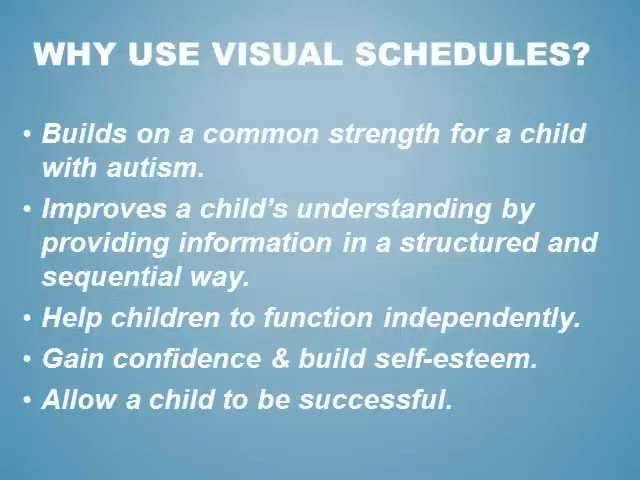 WHY USE VISUAL SCHEDULES?
• Builds on a common strength for a child
with autism.
• Improves a child’s understanding by
providing information in a structured and
sequential way.
• Help children to function independently.
• Gain confidence & build self-esteem.
• Allow a child to be successful.